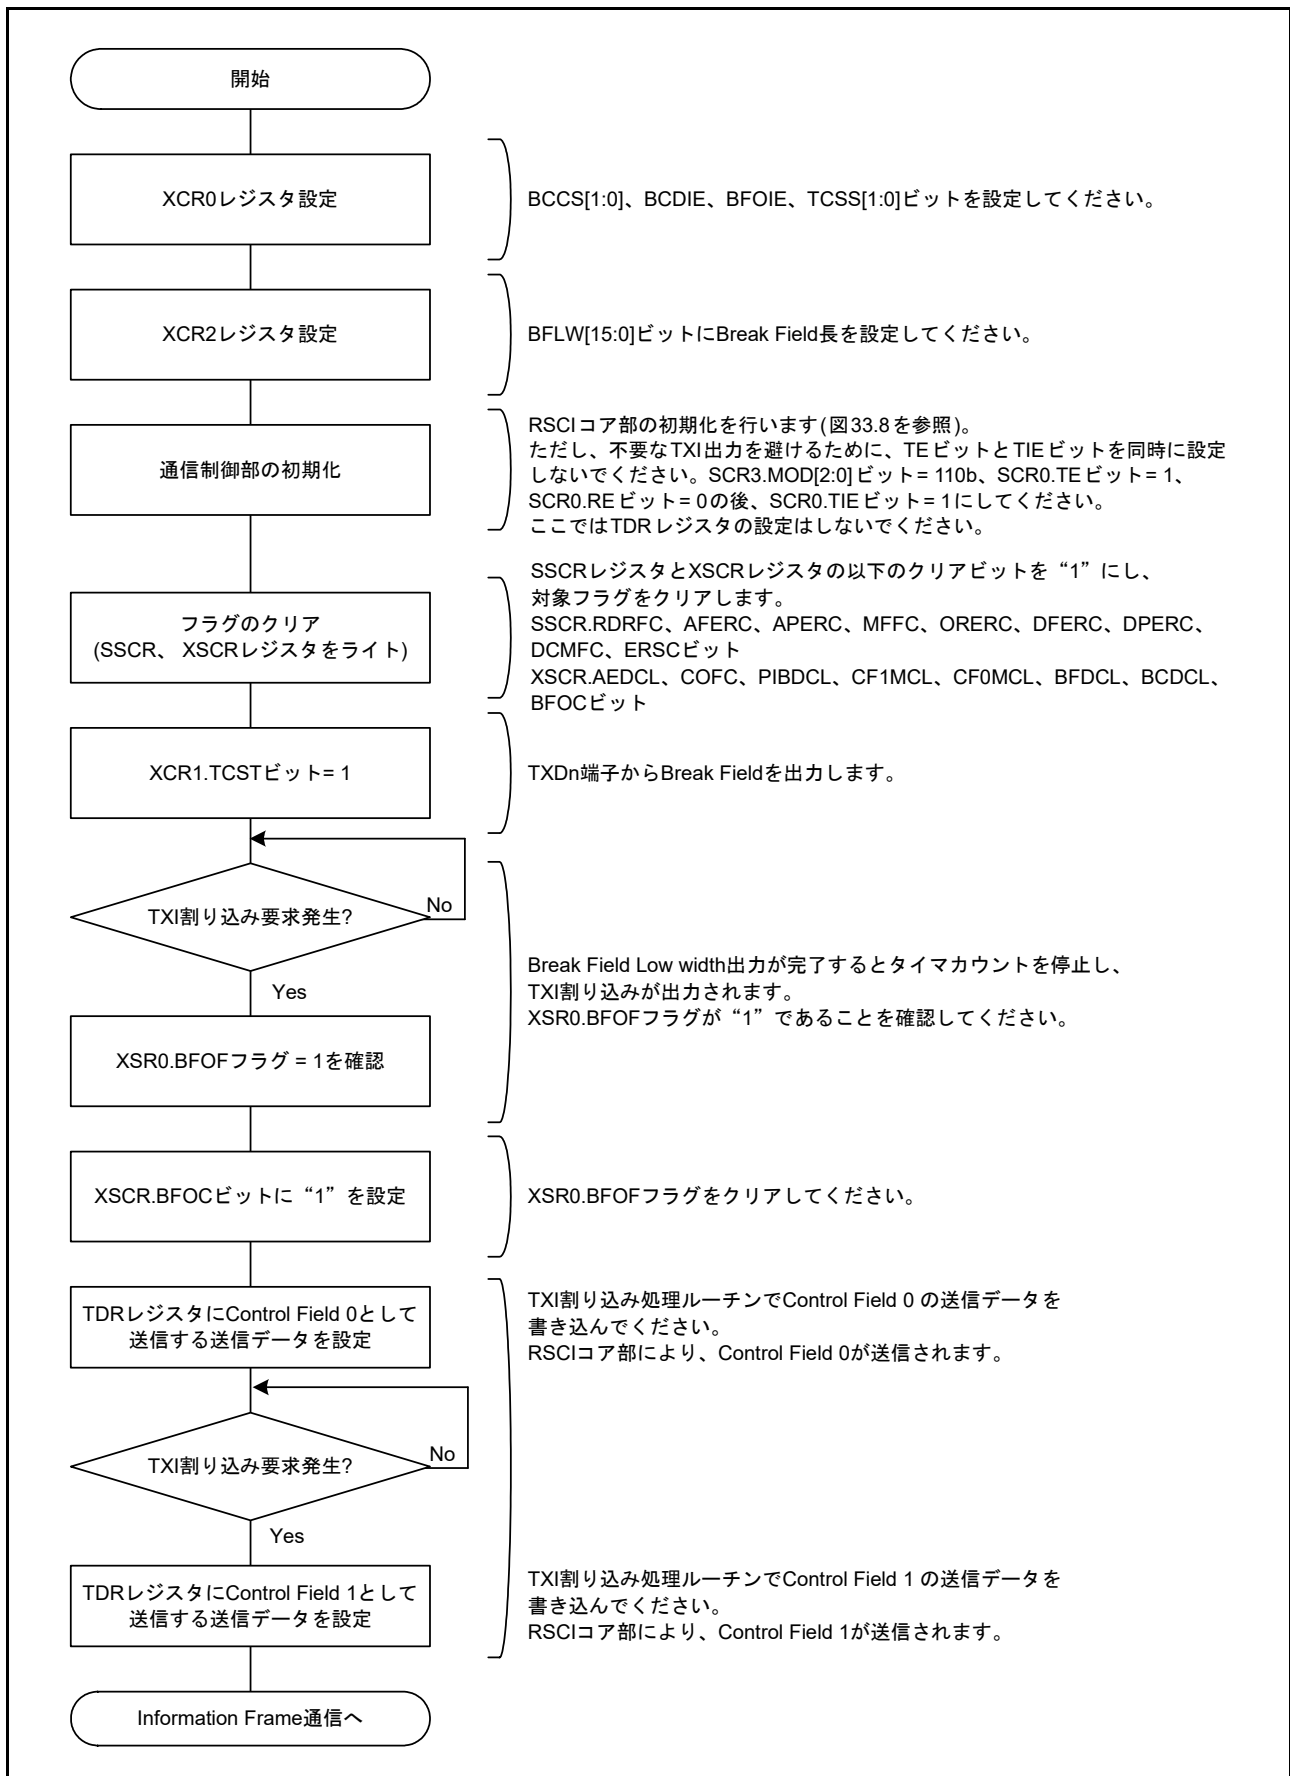 開始
XCR0レジスタ設定
BCCS[1:0]、BCDIE、BFOIE、TCSS[1:0]ビットを設定してください。
XCR2レジスタ設定
BFLW[15:0]ビットにBreak Field長を設定してください。
通信制御部の初期化
RSCIコア部の初期化を行います(図33.8を参照)。
ただし、不要なTXI出力を避けるために、TEビットとTIEビットを同時に設定
しないでください。SCR3.MOD[2:0]ビット= 110b、SCR0.TEビット= 1、
SCR0.REビット= 0の後、SCR0.TIEビット= 1にしてください。
ここではTDRレジスタの設定はしないでください。
フラグのクリア
(SSCR、 XSCRレジスタをライト)
SSCRレジスタとXSCRレジスタの以下のクリアビットを“1”にし、
対象フラグをクリアします。
SSCR.RDRFC、AFERC、APERC、MFFC、ORERC、DFERC、DPERC、
DCMFC、ERSCビット
XSCR.AEDCL、COFC、PIBDCL、CF1MCL、CF0MCL、BFDCL、BCDCL、
BFOCビット
XCR1.TCSTビット= 1
TXDn端子からBreak Fieldを出力します。
TXI割り込み要求発生?
No
Yes
Break Field Low width出力が完了するとタイマカウントを停止し、
TXI割り込みが出力されます。
XSR0.BFOFフラグが“1”であることを確認してください。
XSR0.BFOFフラグ = 1を確認
XSCR.BFOCビットに“1”を設定
XSR0.BFOFフラグをクリアしてください。
TDRレジスタにControl Field 0として
送信する送信データを設定
TXI割り込み処理ルーチンでControl Field 0 の送信データを
書き込んでください。
RSCIコア部により、Control Field 0が送信されます。
TXI割り込み要求発生?
No
Yes
TDRレジスタにControl Field 1として
送信する送信データを設定
TXI割り込み処理ルーチンでControl Field 1 の送信データを
書き込んでください。
RSCIコア部により、Control Field 1が送信されます。
Information Frame通信へ